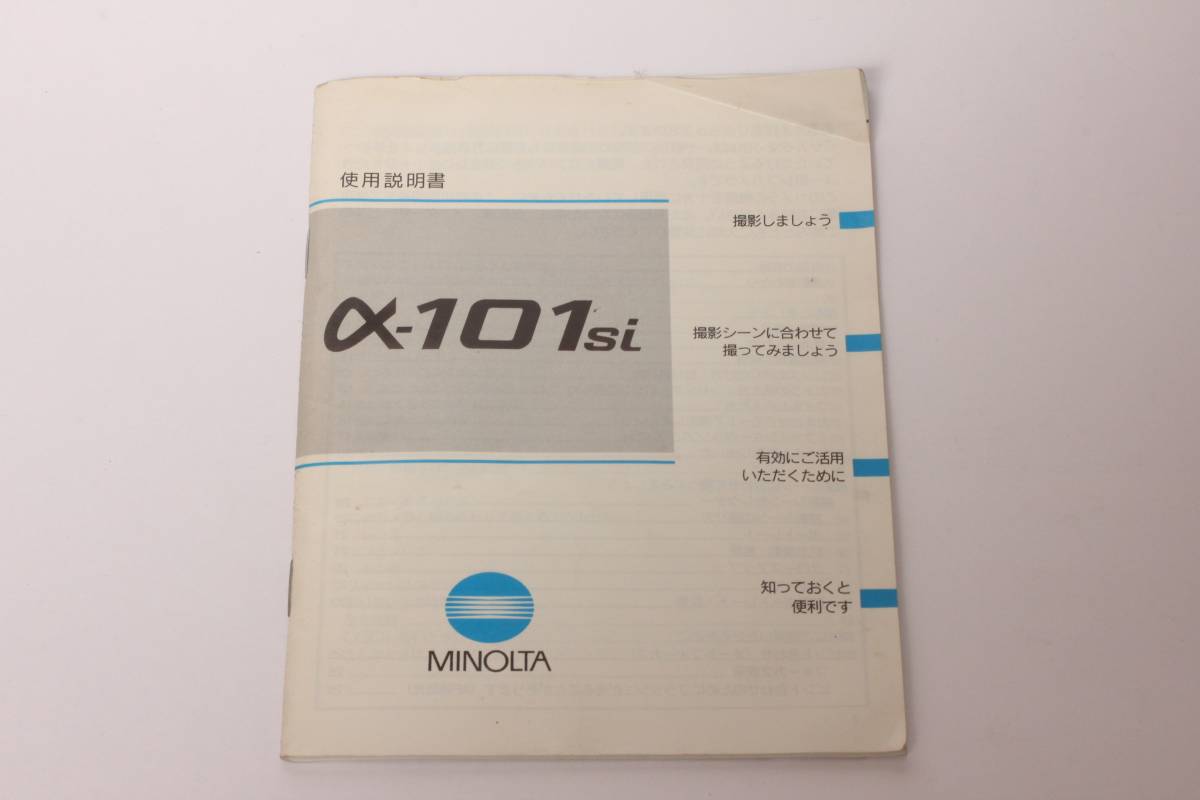 使用説明書
α-101si
撮影しましょう
撮影シーンに合わせて
撮ってみましょう
有効にご活用
いただくために
知っておくと
便利です
MINOLTA